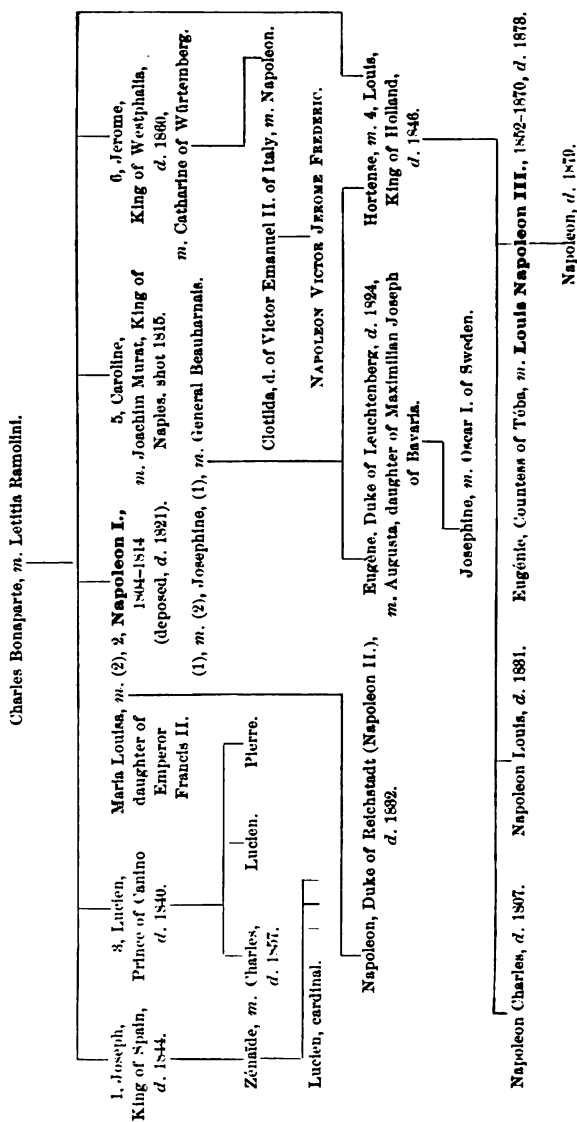 Charles Bonaparte, m. Letitia Ramolini.
1, Joseph,
King of Spain,
d. 1844.
3, Lucien,
Prince of Canino
d. 1840.
Maria Louisa, m. (2), 2, Napoleon I.,
daughter of
Emperor
Francis II.
1804–1814
(deposed, d. 1821).
5, Caroline,
m. Joachim Murat, King of
Naples, shot 1815.
6, Jerome,
King of Westphalia,
d. 1860,
m. Catharine of Würtemberg.
(1), m. (2), Josephine, (1), m. General Beauharnais.
Zénaïde, m. Charles,
d. 1857.
Lucien.
Pierre.
Clotilda, d. of Victor Emanuel II. of Italy, m. Napoleon.
Lucien, cardinal.
NAPOLEON VICTOR JEROME FREDERIC.
Napoleon, Duke of Reichstadt (Napoleon II.),
d. 1832.
Eugène, Duke of Leuchtenberg, d. 1824,
m. Augusta, daughter of Maximilian Joseph
of Bavaria.
Hortense, m. 4, Louis,
King of Holland,
d. 1846.
Josephine, m. Oscar I. of Sweden.
Napoleon Charles, d. 1807.
Napoleon Louis, d. 1831.
Eugénie, Countess of Téba, m. Louis Napoleon III., 1852–1870, d. 1873.
Napoleon, d. 1879.